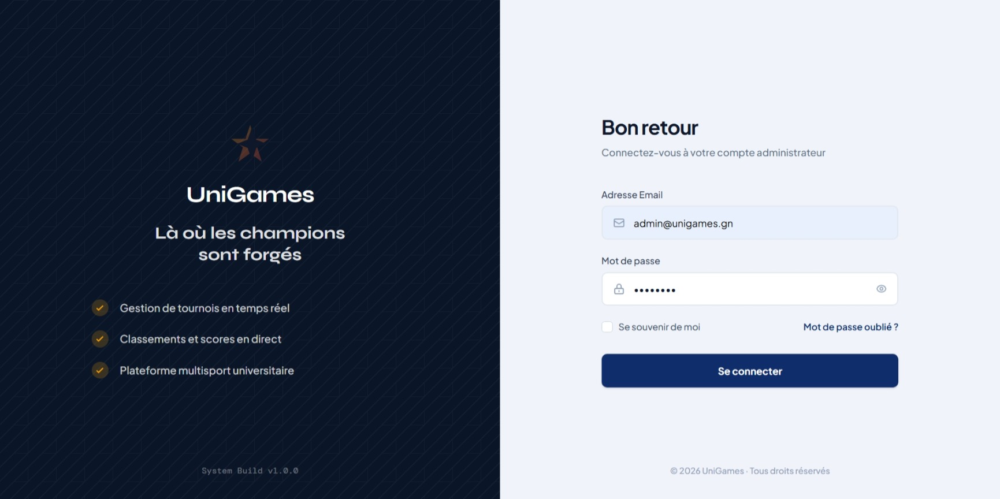 UniGames
Là où les champions
sont forgés
Gestion de tournois en temps réel
Classements et scores en direct
Plateforme multisport universitaire
System Build v1.0.0
Bon retour
Connectez-vous à votre compte administrateur
Adresse Email
admin@unigames.gn
Mot de passe
••••••••
Se souvenir de moi
Mot de passe oublié ?
Se connecter
© 2026 UniGames · Tous droits réservés